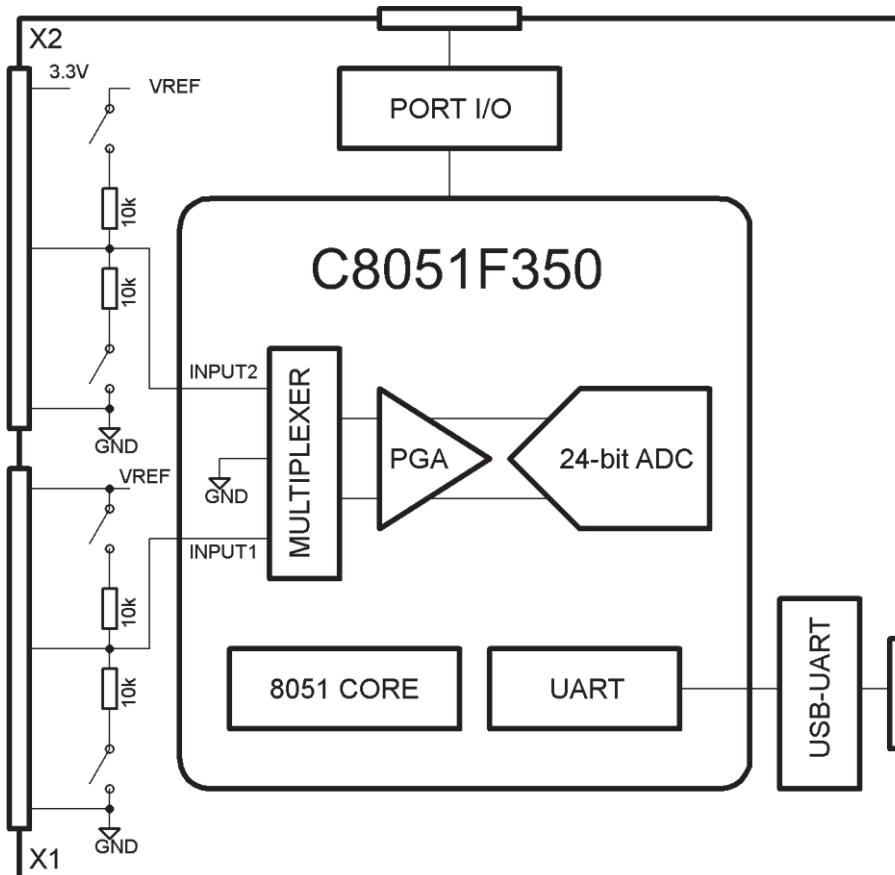 X2
3.3V
VREF
PORT I/O
10k
10k
C8051F350
INPUT2
MULTIPLEXER
PGA
24-bit ADC
GND
GND
VREF
INPUT1
10k
10k
8051 CORE
UART
USB-UART
GND
X1